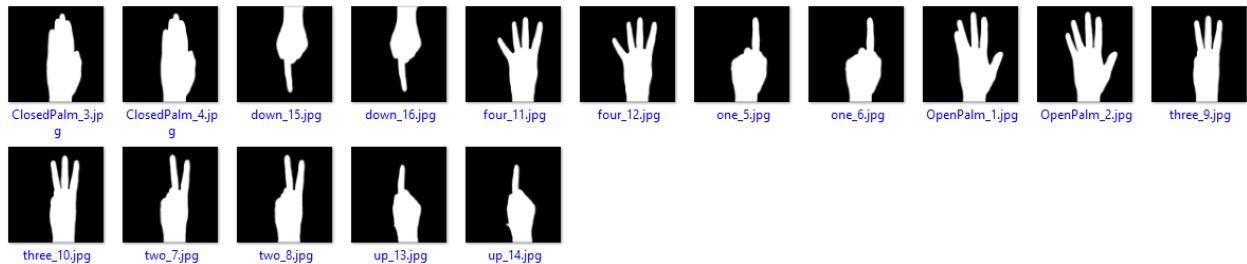 ClosedPalm_3.jp
g
ClosedPalm_4.jp
g
down_15.jpg
down_16.jpg
four_11.jpg
four_12.jpg
one_5.jpg
one_6.jpg
OpenPalm_1.jpg
OpenPalm_2.jpg
three_9.jpg
three_10.jpg
two_7.jpg
two_8.jpg
up_13.jpg
up_14.jpg